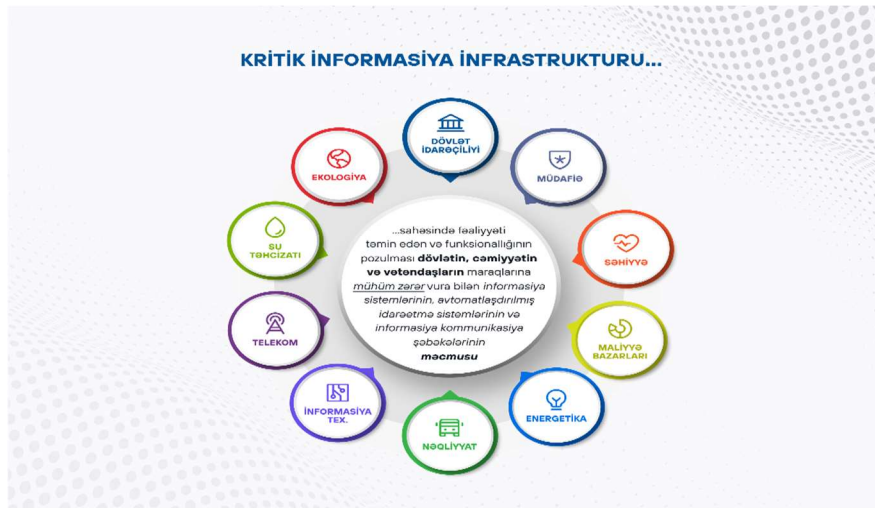 KRİTİK İNFORMASİYA İNFRASTRUKTURU...
DÖVLƏT
İDARƏÇİLİYİ
MÜDAFİƏ
SƏHİYYƏ
MALİYYƏ
BAZARLARI
ENERGETİKA
NƏQLİYYAT
İNFORMASİYA
TEX.
TELEKOM
SU
TƏHCİZATI
EKOLOGİYA
...sahəsində fəaliyyəti
təmin edən və funksionallığının
pozulması dövlətin, cəmiyyətin
və vətəndaşların maraqlarına
mühüm zərər vura bilən informasiya
sistemlərinin, avtomatlaşdırılmış
idarəetmə sistemlərinin və
informasiya kommunikasiya
şəbəkələrinin
məcmusu